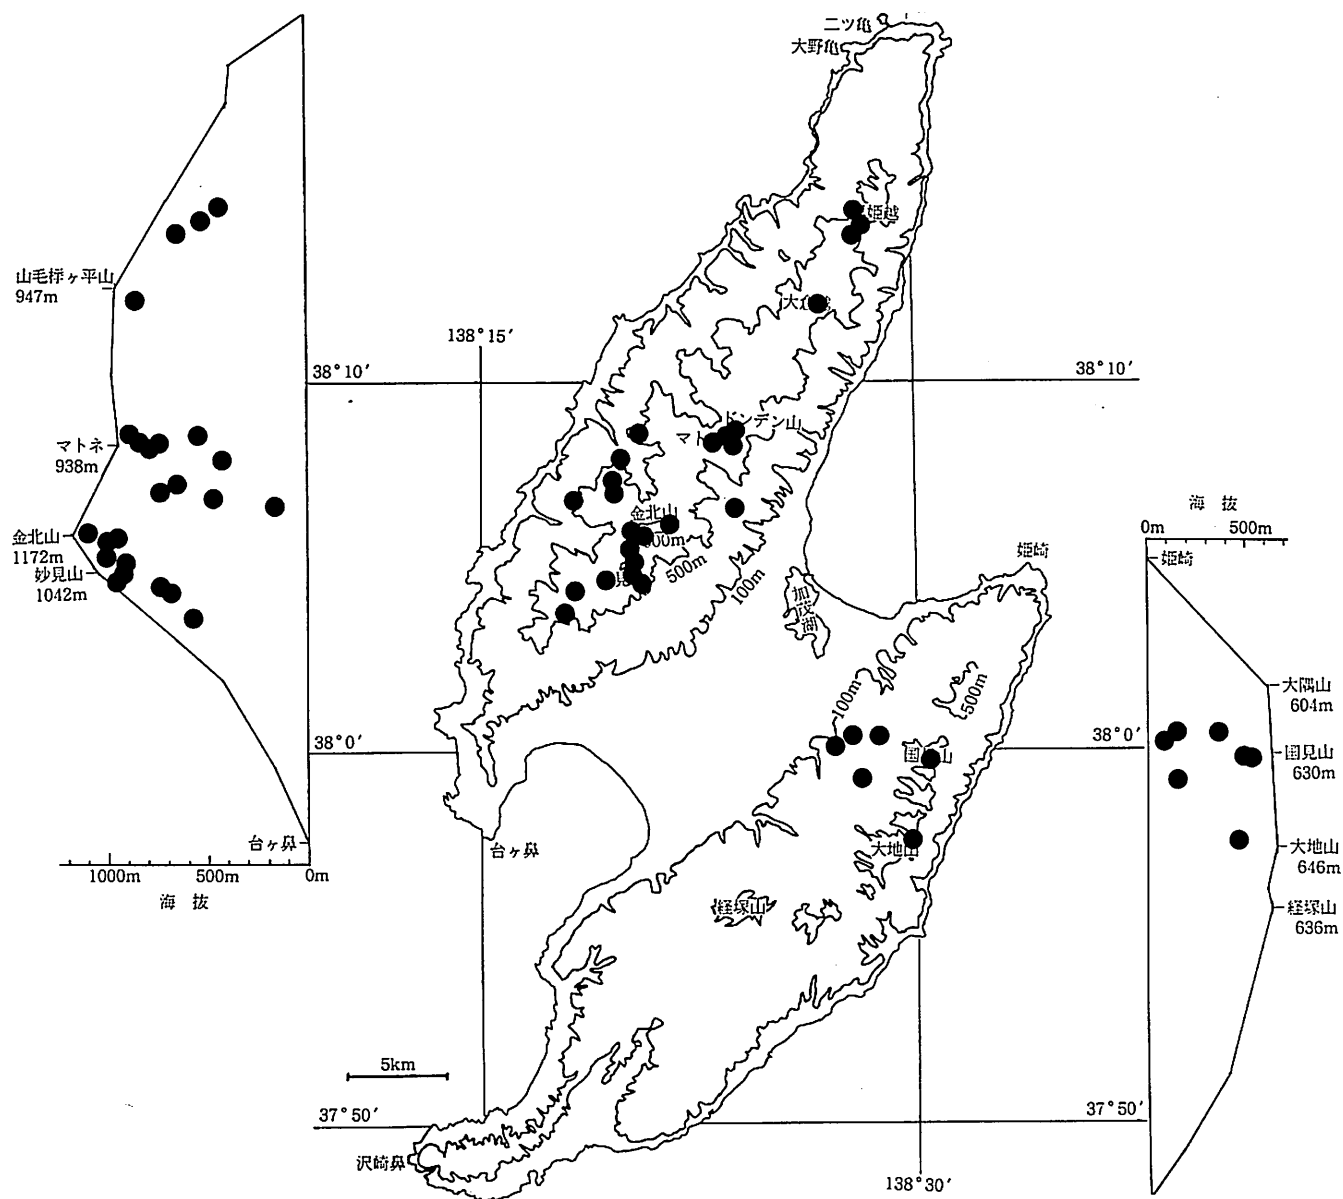 二ツ亀
大野亀
姫越
山毛欅ヶ平山
947m
138°15′
38°10′
38°10′
ドンデン山
マト
マトネ
938m
金北山
金北山
1172m
妙見山
1042m
500m
100m
見
姫崎
加茂湖
海抜
0m 500m
姫崎
大隅山
604m
100m
500m
38°0′
38°0′
国 山
国見山
630m
台ヶ鼻
台ヶ鼻
大地山
大地山
646m
1000m 500m 0m
海抜
経塚山
経塚山
636m
5km
37°50′
37°50′
沢崎鼻
138°30′